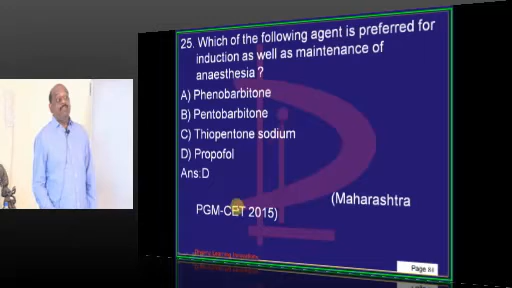 25. Which of the following agent is preferred for
induction as well as maintenance of
anaesthesia ?
A) Phenobarbitone
B) Pentobarbitone
C) Thiopentone sodium
D) Propofol
Ans:D
(Maharashtra
PGM-CET 2015)
Page 8